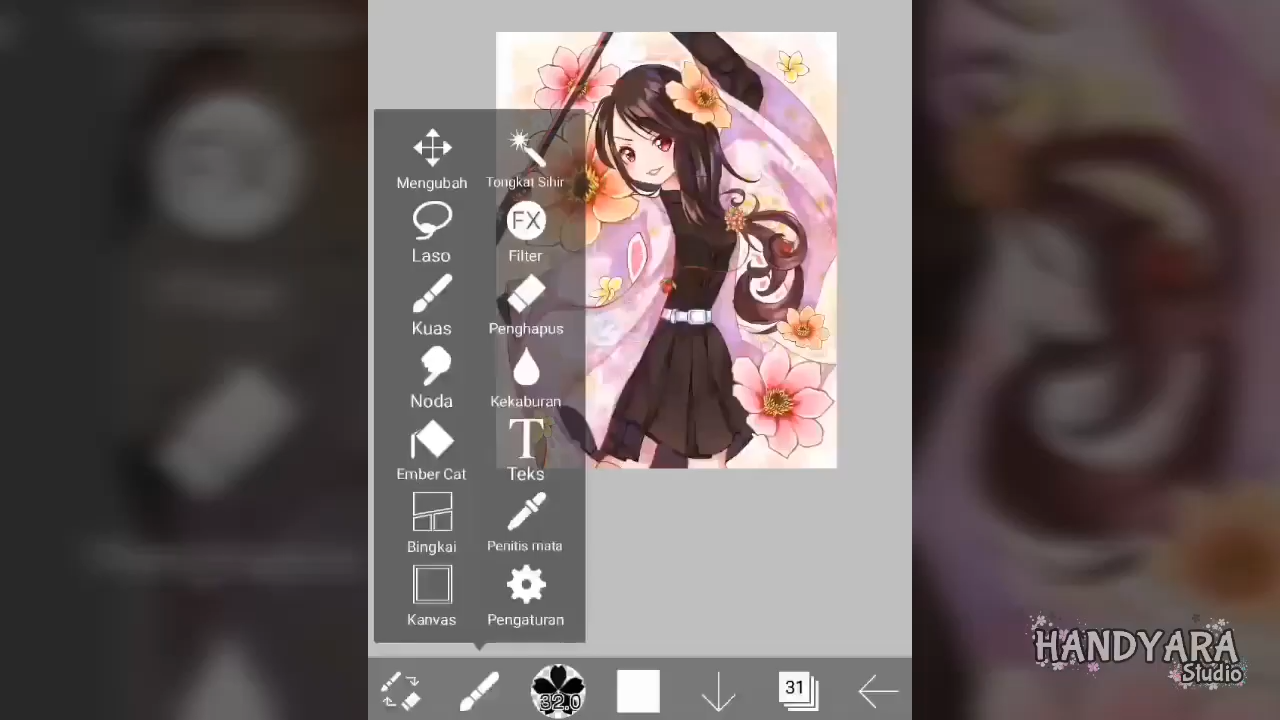 Mengubah
Tongkat Sihir
Laso
FX
Filter
Kuas
Penghapus
Noda
Kekaburan
Ember Cat
T
Teks
Bingkai
Penitis mata
Kanvas
Pengaturan
32.0
31
HANDYARA
Studio